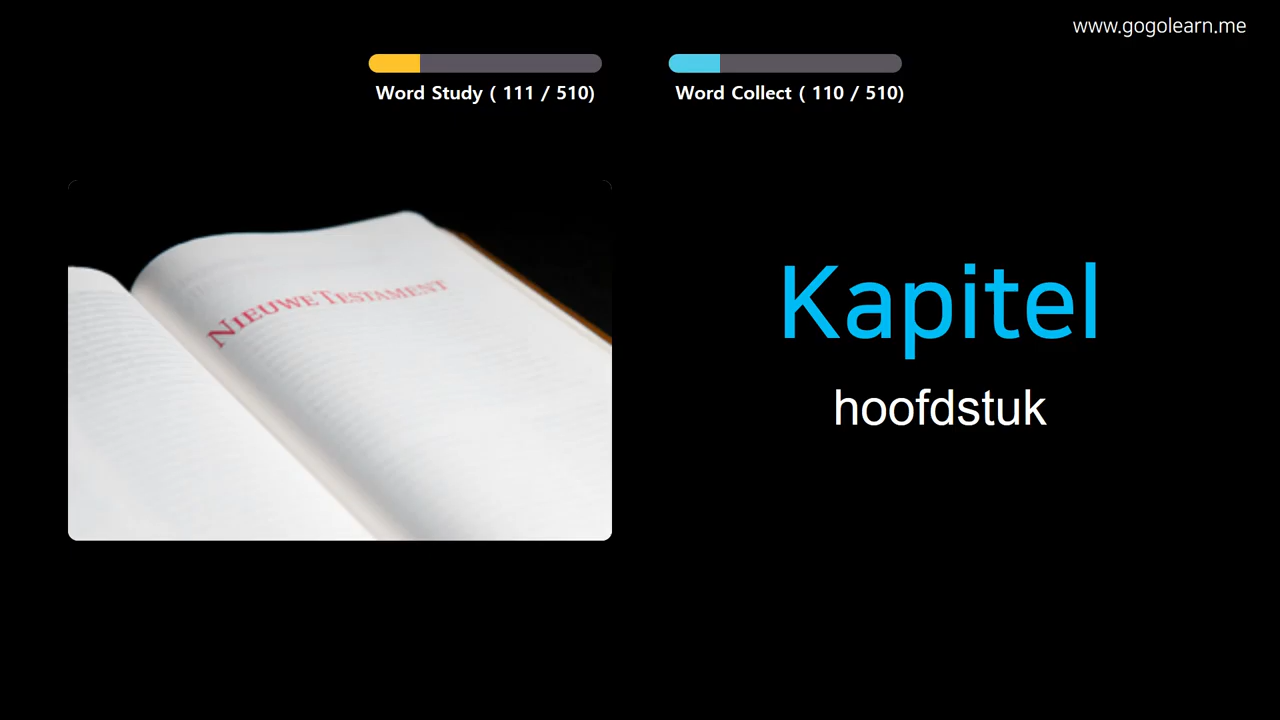 www.gogolearn.me
Word Study ( 111 / 510)
Word Collect ( 110 / 510)
NIEUWE TESTAMENT
Kapitel
hoofdstuk